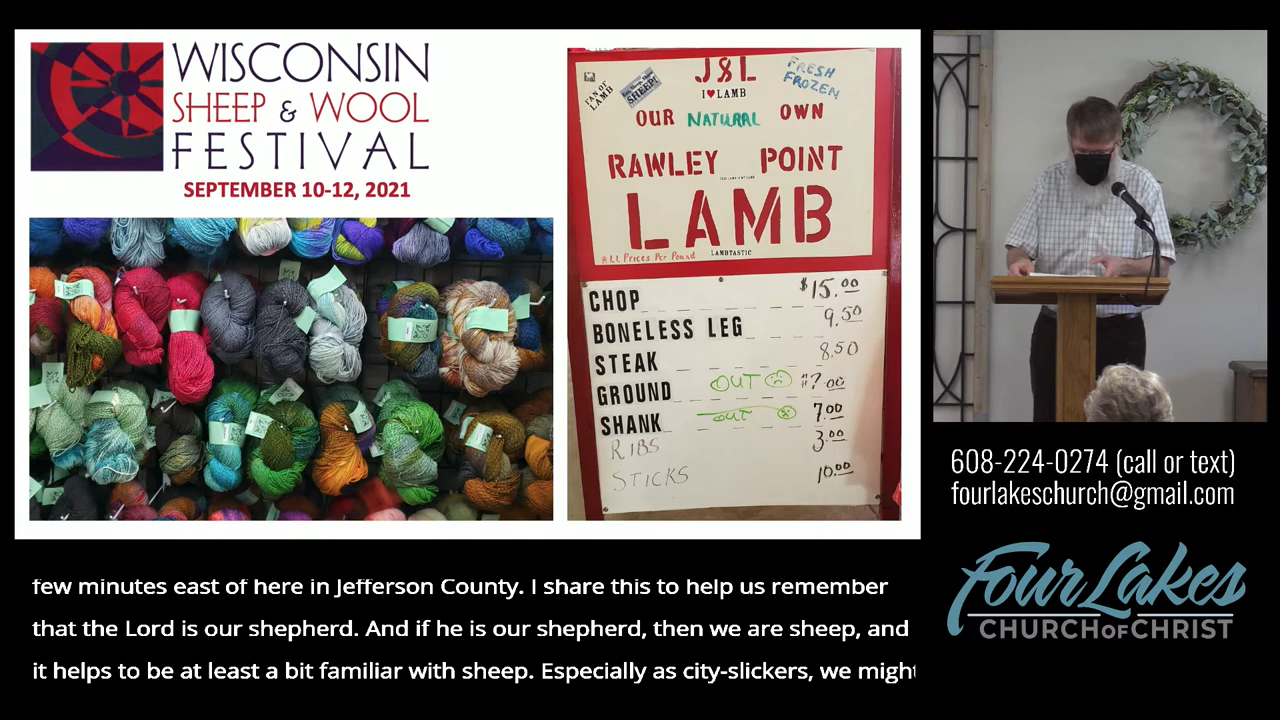 WISCONSIN
SHEEP & WOOL
FESTIVAL
SEPTEMBER 10-12, 2021
J&L
I ♥ LAMB
FAN OF LAMB
SHEEP!
FRESH FROZEN
OUR NATURAL OWN
RAWLEY POINT
LAMB
All Prices Per Pound
LAMBTASTIC
CHOP $15.00
BONELESS LEG 9.50
STEAK 8.50
GROUND OUT $7.00
SHANK OUT 7.00
RIBS 3.00
STICKS 10.00
608-224-0274 (call or text)
fourlakeschurch@gmail.com
Four Lakes
CHURCH OF CHRIST
few minutes east of here in Jefferson County. I share this to help us remember
that the Lord is our shepherd. And if he is our shepherd, then we are sheep, and
it helps to be at least a bit familiar with sheep. Especially as city-slickers, we might